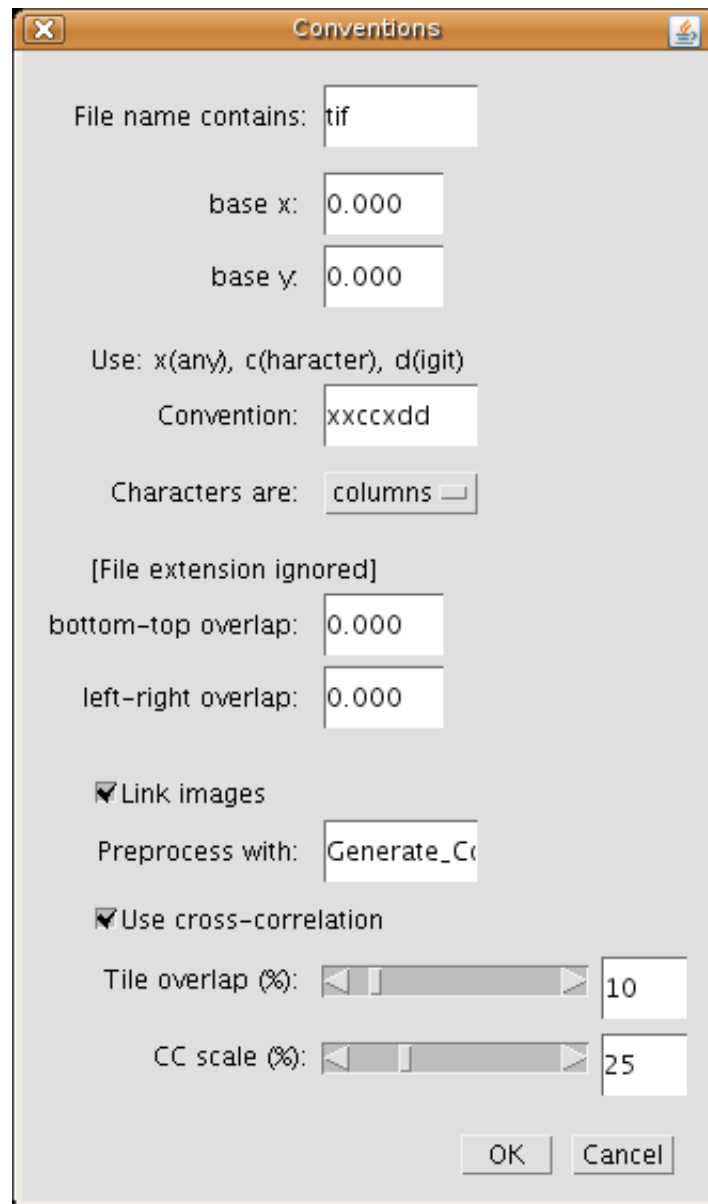 Conventions
File name contains: tif
base x: 0.000
base y: 0.000
Use: x(any), c(haracter), d(igit)
Convention: xxccxdd
Characters are: columns
[File extension ignored]
bottom-top overlap: 0.000
left-right overlap: 0.000
Link images
Preprocess with: Generate_Co
Use cross-correlation
Tile overlap (%): 10
CC scale (%): 25
OK Cancel